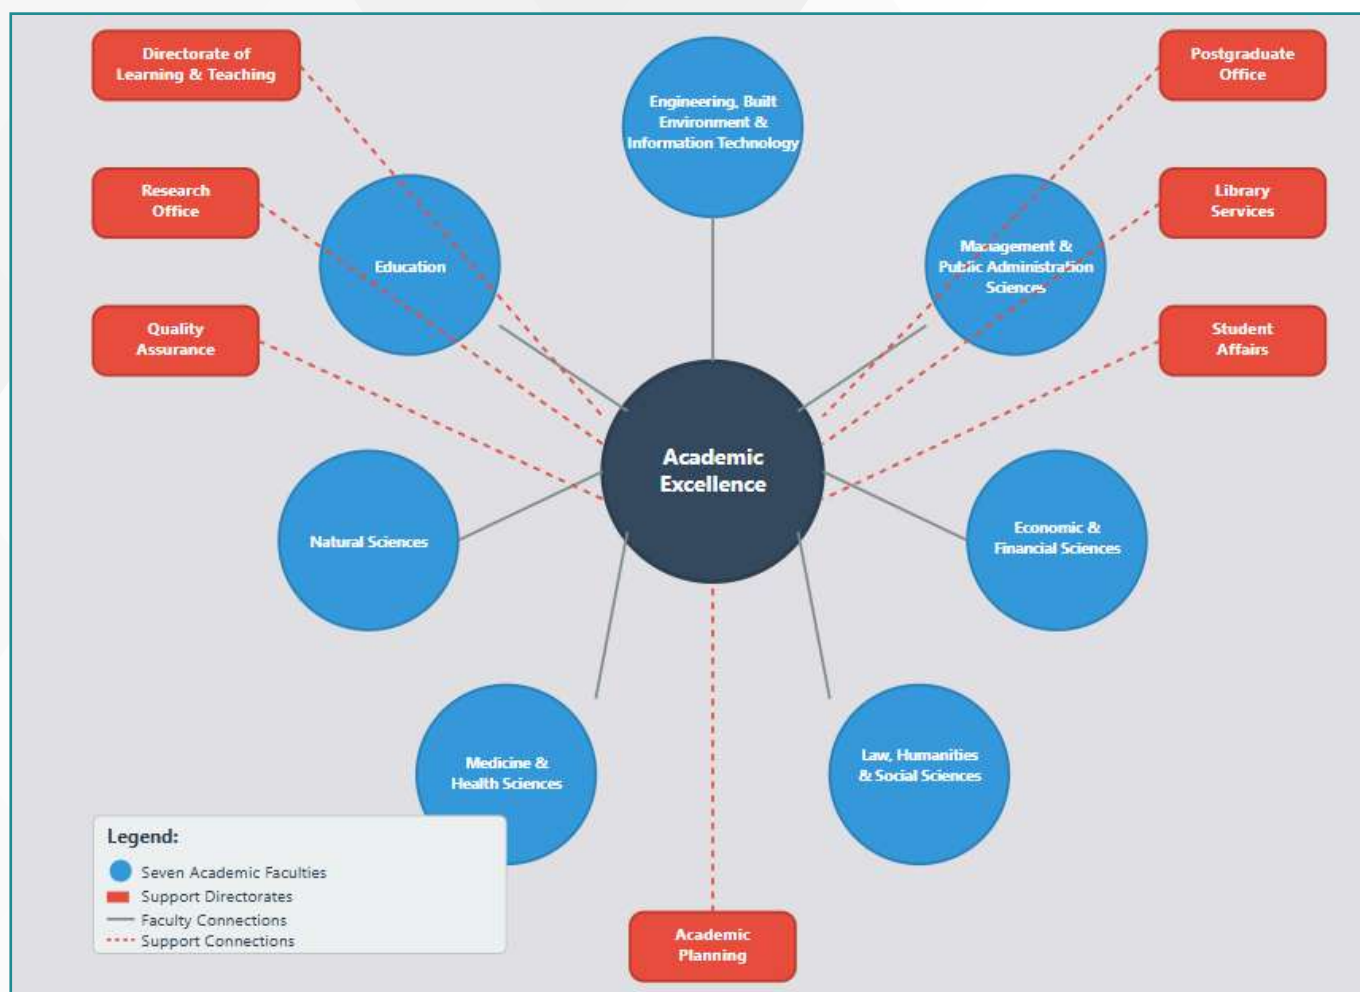 Directorate of
Learning & Teaching
Engineering, Built
Environment &
Information Technology
Postgraduate
Office
Research
Office
Library
Services
Education
Management &
Public Administration
Sciences
Quality
Assurance
Student
Affairs
Academic
Excellence
Natural Sciences
Economic &
Financial Sciences
Medicine &
Health Sciences
Law, Humanities
& Social Sciences
Legend:
Seven Academic Faculties
Support Directorates
Faculty Connections
Support Connections
Academic
Planning